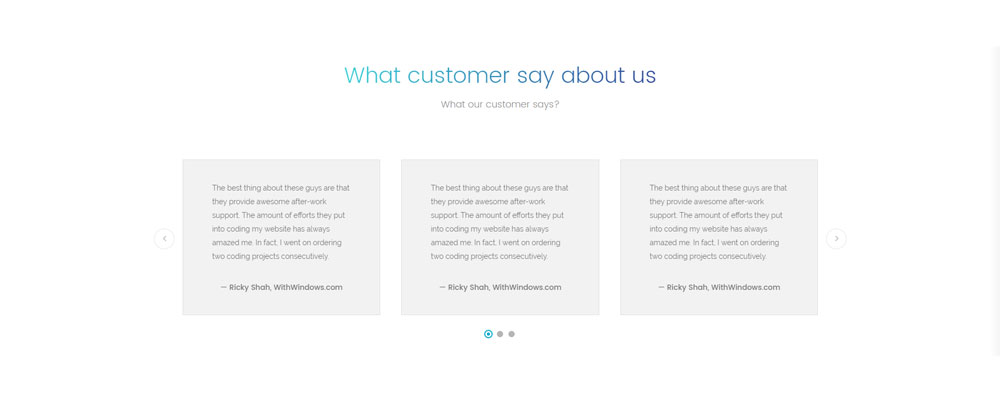 What customer say about us
What our customer says?
The best thing about these guys are that
they provide awesome after-work
support. The amount of efforts they put
into coding my website has always
amazed me. In fact, I went on ordering
two coding projects consecutively.
— Ricky Shah, WithWindows.com
The best thing about these guys are that
they provide awesome after-work
support. The amount of efforts they put
into coding my website has always
amazed me. In fact, I went on ordering
two coding projects consecutively.
— Ricky Shah, WithWindows.com
The best thing about these guys are that
they provide awesome after-work
support. The amount of efforts they put
into coding my website has always
amazed me. In fact, I went on ordering
two coding projects consecutively.
— Ricky Shah, WithWindows.com